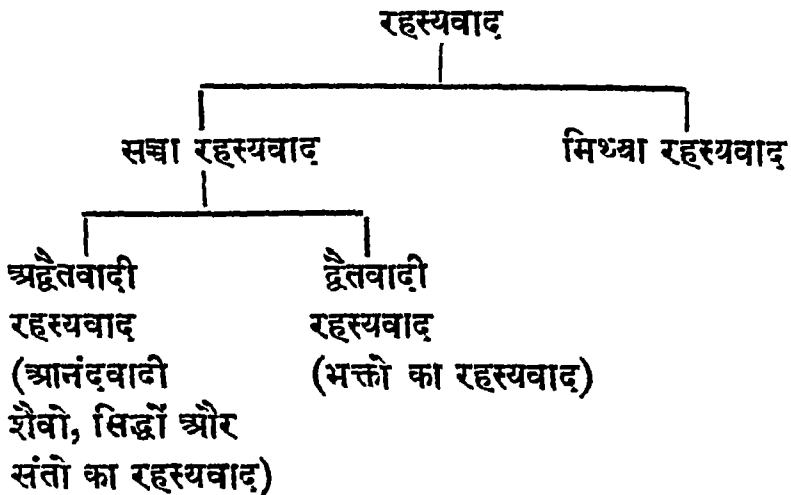 रहस्यवाद
सच्चा रहस्यवाद मिथ्या रहस्यवाद
अद्वैतवादी द्वैतवादी
रहस्यवाद रहस्यवाद
(आनंदवादी (भक्तो का रहस्यवाद)
शैवो, सिद्धों और
संतो का रहस्यवाद)